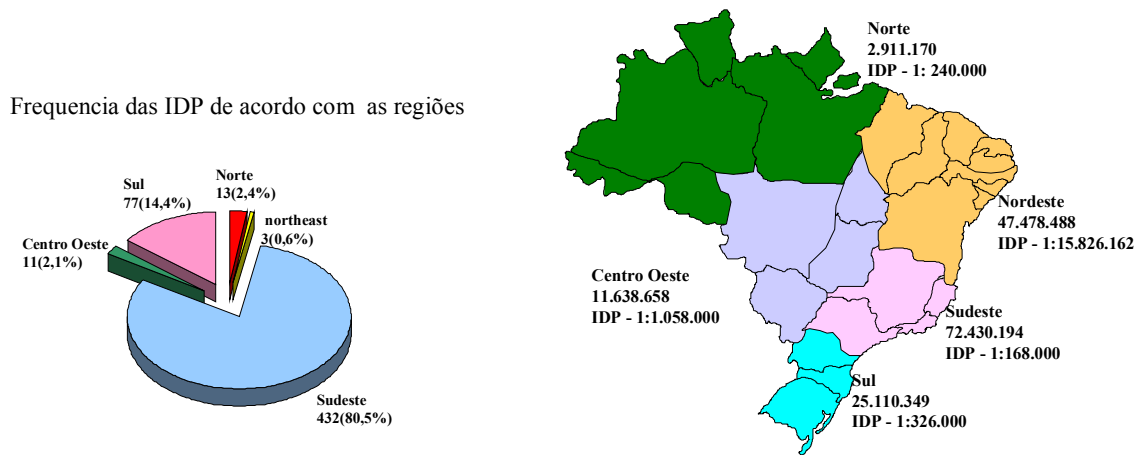 Frequencia das IDP de acordo com as regiões
Norte
13(2,4%)
northeast
3(0,6%)
Sul
77(14,4%)
Centro Oeste
11(2,1%)
Sudeste
432(80,5%)
Norte
2.911.170
IDP - 1: 240.000
Nordeste
47.478.488
IDP - 1:15.826.162
Centro Oeste
11.638.658
IDP - 1:1.058.000
Sudeste
72.430.194
IDP - 1:168.000
Sul
25.110.349
IDP - 1:326.000